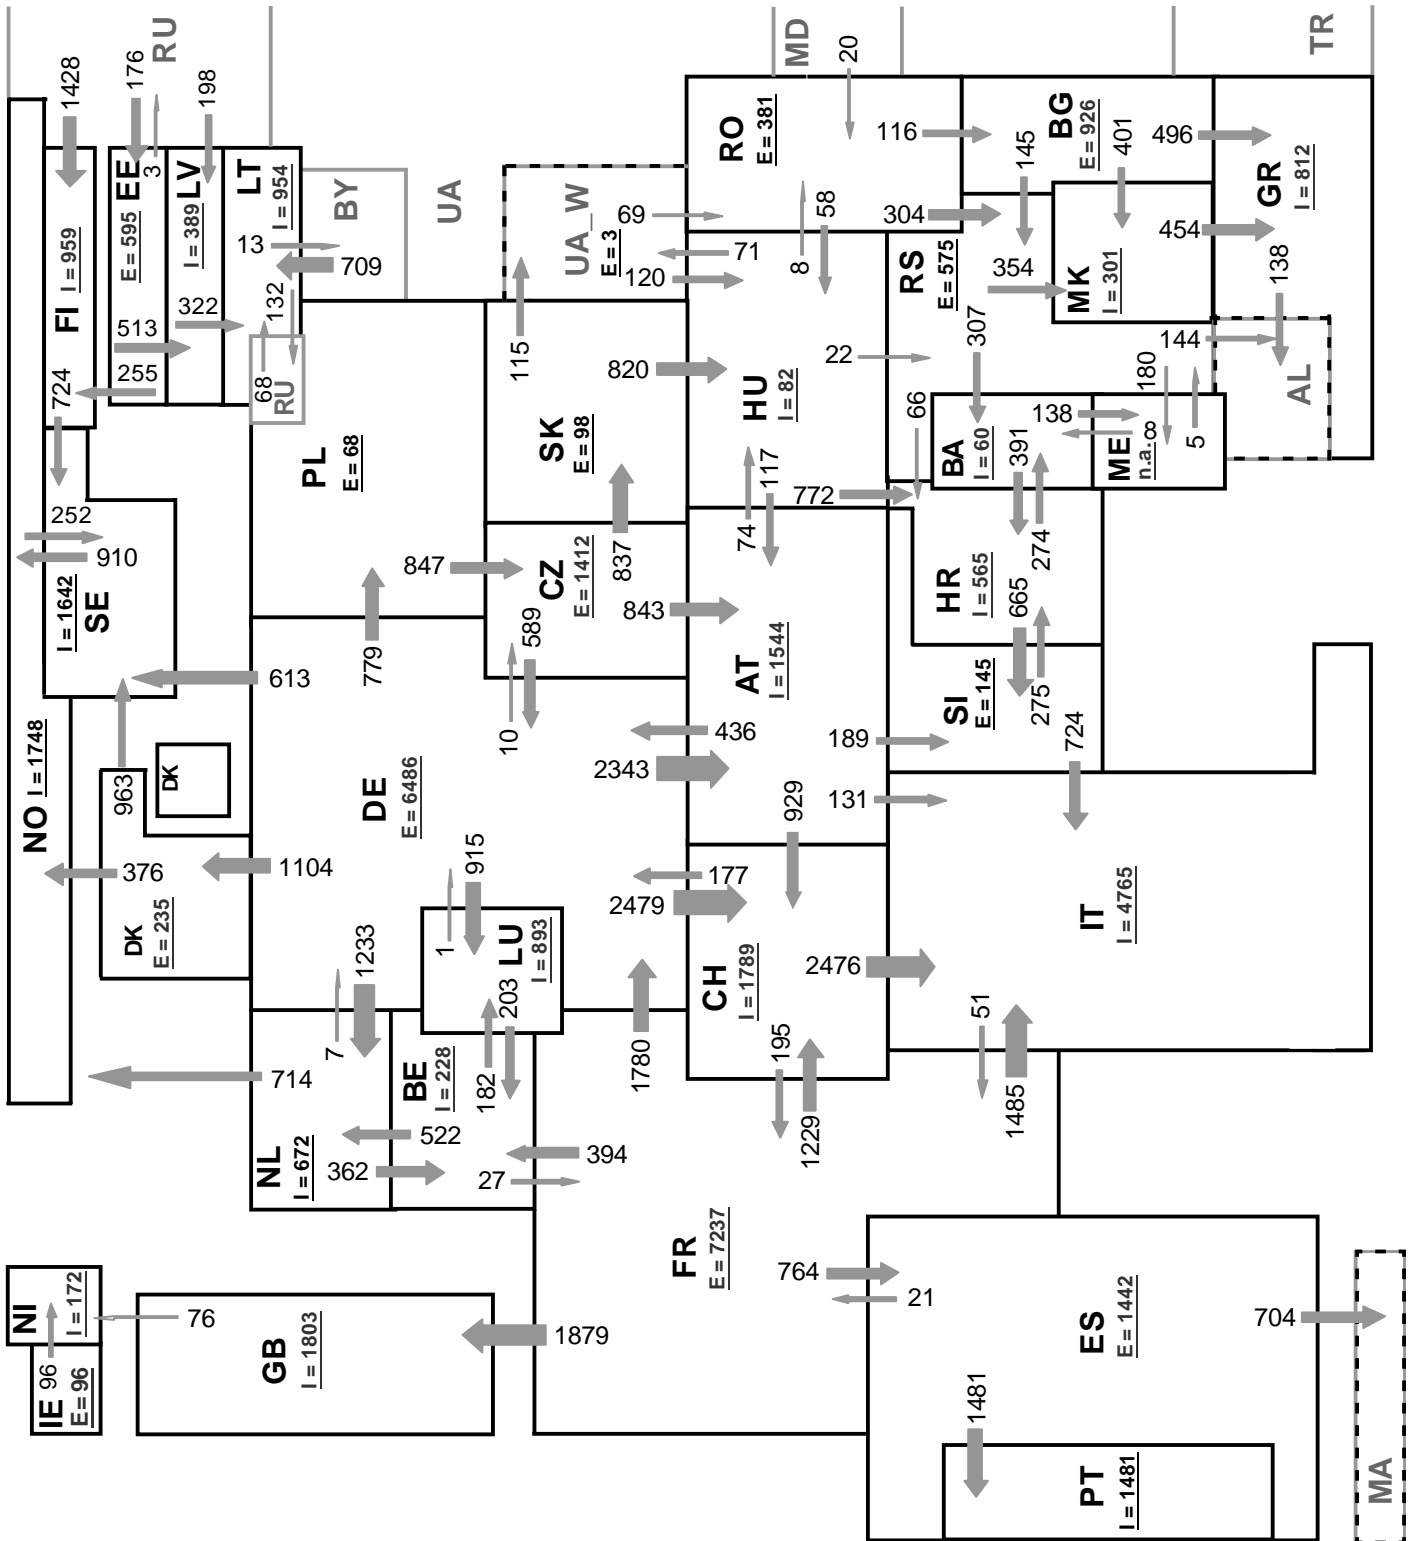 RU
MD
TR
1428
176
198
20
3
FI
I = 959
EE
E = 595
LV
I = 389
LT
I = 954
BY
UA
UA_W
E = 3
RO
E = 381
BG
E = 926
GR
I = 812
116
145
401
496
69
58
304
454
13
709
71
8
RS
E = 575
354
MK
I = 301
138
120
132
322
513
255
724
68
RU
115
820
HU
I = 82
22
307
144
180
AL
66
PL
E = 68
SK
E = 98
BA
I = 60
391
138
ME
n.a.
8
5
117
74
772
252
910
I = 1642
SE
847
CZ
E = 1412
837
843
HR
I = 565
274
665
779
589
10
AT
I = 1544
SI
E = 145
275
724
613
436
2343
189
131
NO
I = 1748
963
DK
DE
E = 6486
929
376
1104
915
177
2479
DK
E = 235
1
LU
I = 893
203
CH
I = 1789
2476
IT
I = 4765
1233
7
714
BE
I = 228
182
1780
195
1229
51
1485
NL
I = 672
522
362
394
27
FR
E = 7237
764
21
NI
I = 172
76
GB
I = 1803
1879
ES
E = 1442
704
IE
E = 96
96
1481
PT
I = 1481
MA